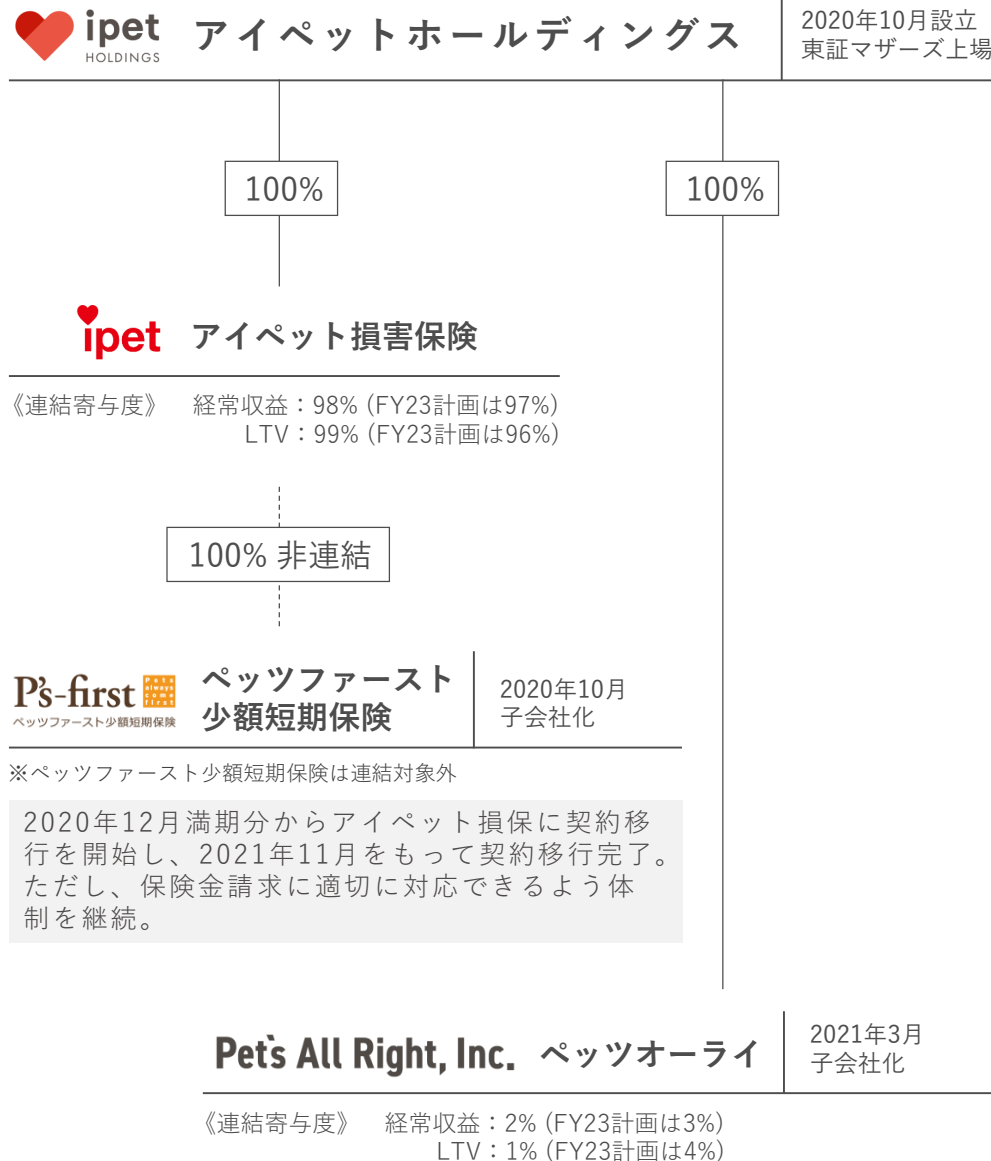 ipet
HOLDINGS
アイペットホールディングス
2020年10月設立
東証マザーズ上場
100%
100%
ipet
アイペット損害保険
《連結寄与度》 経常収益：98% (FY23計画は97%)
LTV：99% (FY23計画は96%)
100% 非連結
P's-first
Pets
always
come
first
ペッツファースト少額短期保険
ペッツファースト
少額短期保険
2020年10月
子会社化
※ペッツファースト少額短期保険は連結対象外
2020年12月満期分からアイペット損保に契約移
行を開始し、2021年11月をもって契約移行完了。
ただし、保険金請求に適切に対応できるよう体
制を継続。
Pet's All Right, Inc.
ペッツオーライ
2021年3月
子会社化
《連結寄与度》 経常収益：2% (FY23計画は3%)
LTV：1% (FY23計画は4%)